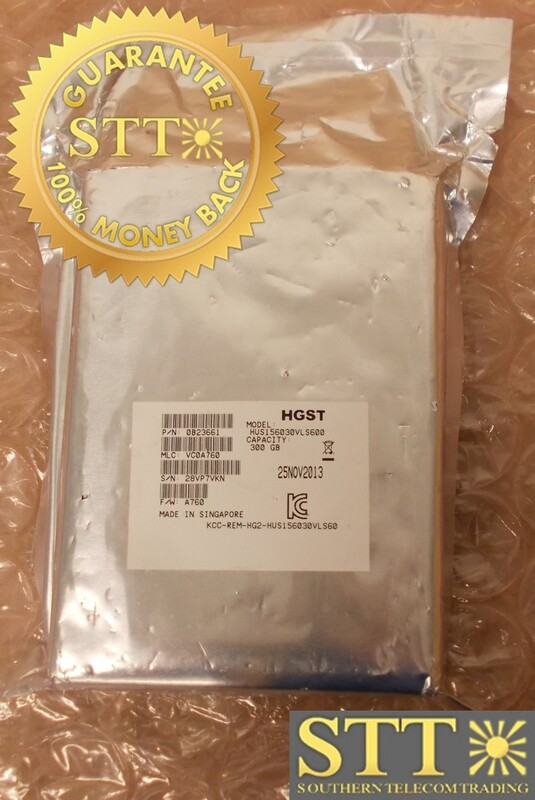 GUARANTEE
STT
100% MONEY BACK
HGST
P/N: 0B23661
MODEL:
HUS156030VLS600
CAPACITY:
300 GB
MLC: VC0A760
S/N: 28VP7VKN
25NOV2013
F/W: A760
MADE IN SINGAPORE
KCC-REM-HG2-HUS156030VLS60
STT
SOUTHERN TELECOM TRADING